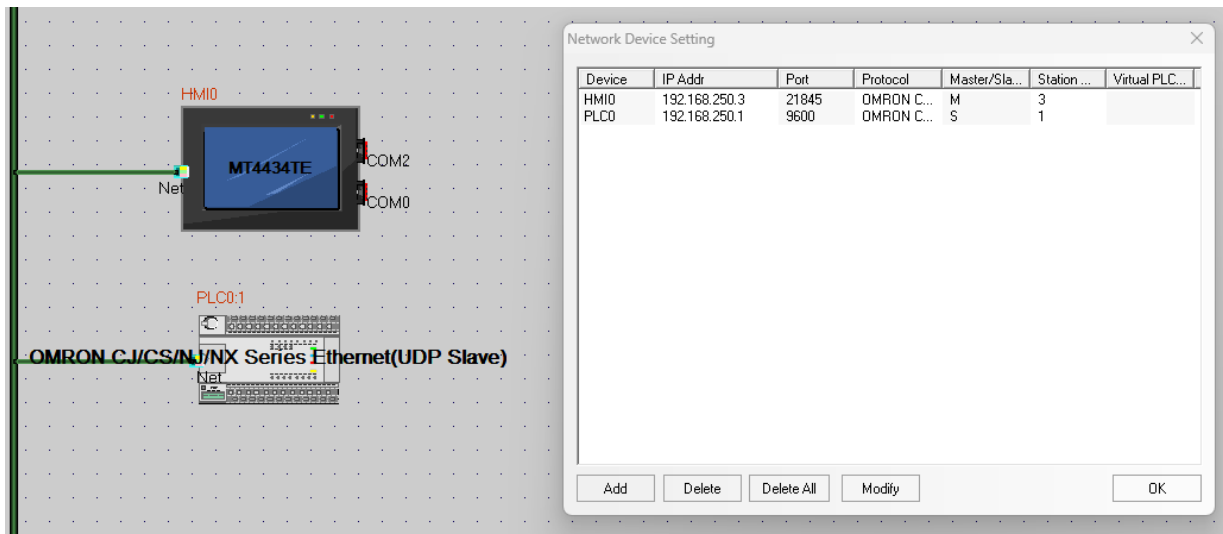 HMI0
MT4434TE
COM2
COM0
Net
PLC0:1
OMRON CJ/CS/NJ/NX Series Ethernet(UDP Slave)
Net
Network Device Setting
Device IP Addr Port Protocol Master/Sla... Station ... Virtual PLC...
HMI0 192.168.250.3 21845 OMRON C... M 3
PLC0 192.168.250.1 9600 OMRON C... S 1
Add Delete Delete All Modify OK